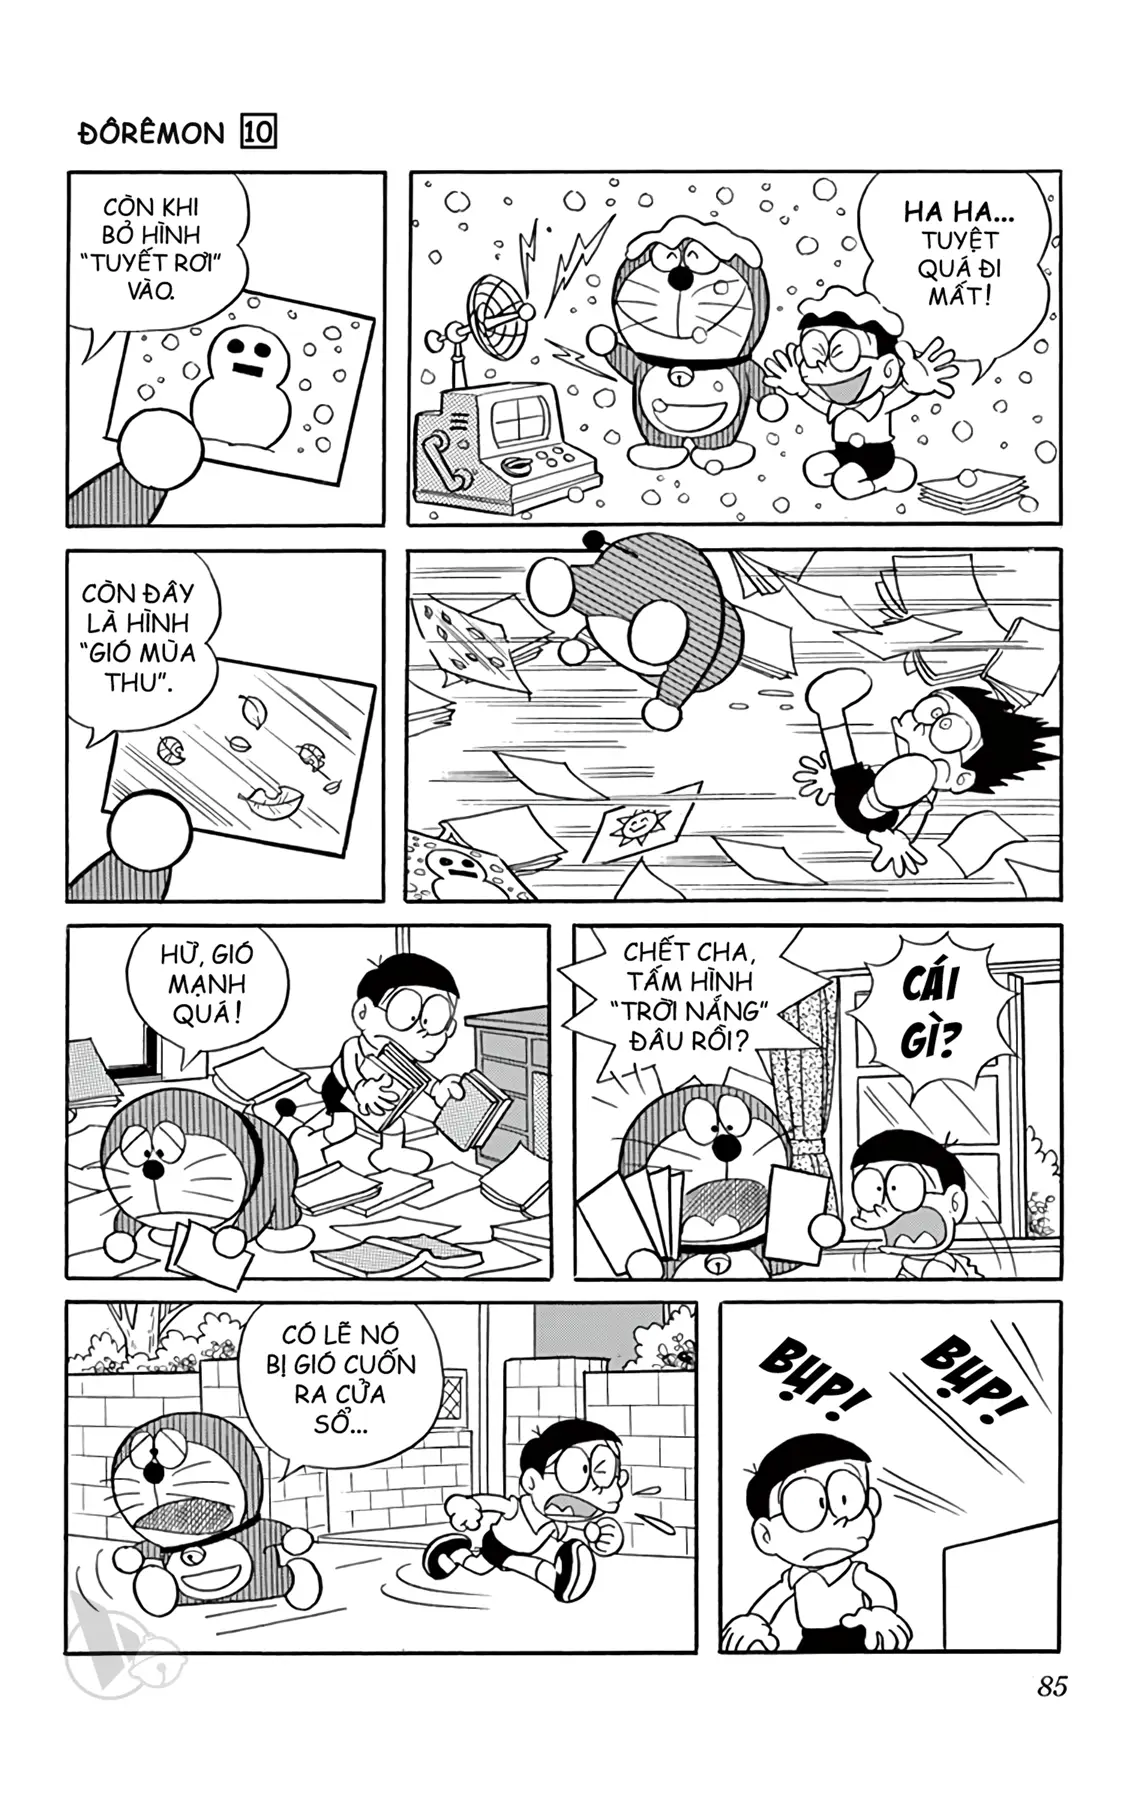 ĐÔRÊMON 10
CÒN KHI
BỎ HÌNH
"TUYẾT RƠI"
VÀO.
HA HA...
TUYỆT
QUÁ ĐI
MẤT!
CÒN ĐÂY
LÀ HÌNH
"GIÓ MÙA
THU".
HỪ, GIÓ
MẠNH
QUÁ!
CHẾT CHA,
TẤM HÌNH
"TRỜI NẮNG"
ĐÂU RỒI?
CÁI
GÌ?
CÓ LẼ NÓ
BỊ GIÓ CUỐN
RA CỬA
SỔ...
BỤP!
BỤP!
85